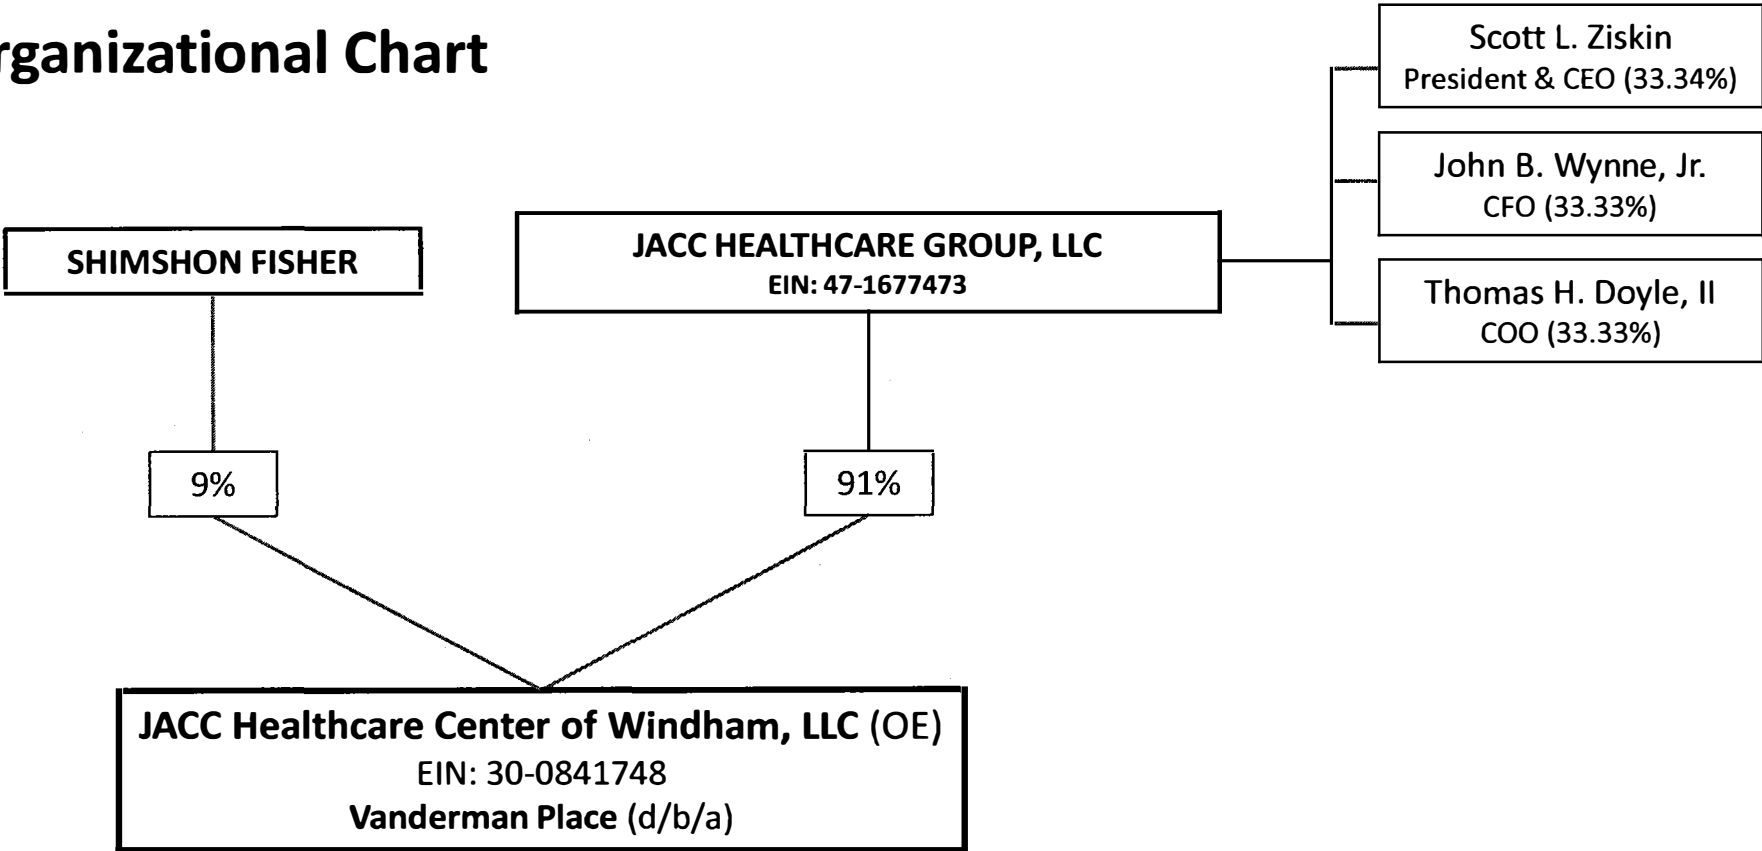 rganizational Chart
Scott L. Ziskin
President & CEO (33.34%)
John B. Wynne, Jr.
CFO (33.33%)
Thomas H. Doyle, II
COO (33.33%)
SHIMSHON FISHER
JACC HEALTHCARE GROUP, LLC
EIN: 47-1677473
9%
91%
JACC Healthcare Center of Windham, LLC (OE)
EIN: 30-0841748
Vanderman Place (d/b/a)